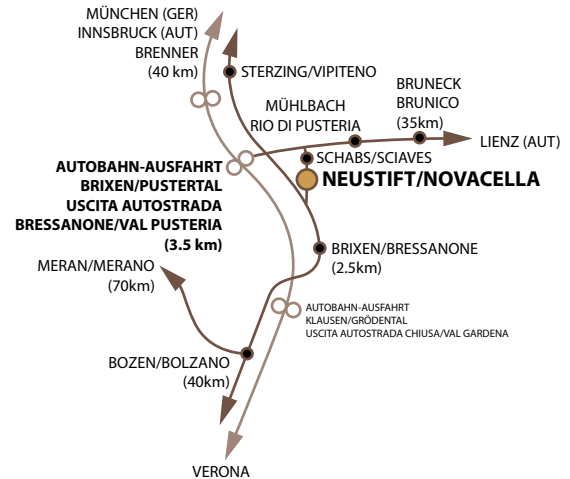 MÜNCHEN (GER)
INNSBRUCK (AUT)
BRENNER
(40 km)
STERZING/VIPITENO
BRUNECK
BRUNICO
(35km)
MÜHLBACH
RIO DI PUSTERIA
LIENZ (AUT)
SCHABS/SCIAVES
NEUSTIFT/NOVACELLA
AUTOBAHN-AUSFAHRT
BRIXEN/PUSTERTAL
USCITA AUTOSTRADA
BRESSANONE/VAL PUSTERIA
(3.5 km)
BRIXEN/BRESSANONE
(2.5km)
MERAN/MERANO
(70km)
AUTOBAHN-AUSFAHRT
KLAUSEN/GRÖDENTAL
USCITA AUTOSTRADA CHIUSA/VAL GARDENA
BOZEN/BOLZANO
(40km)
VERONA